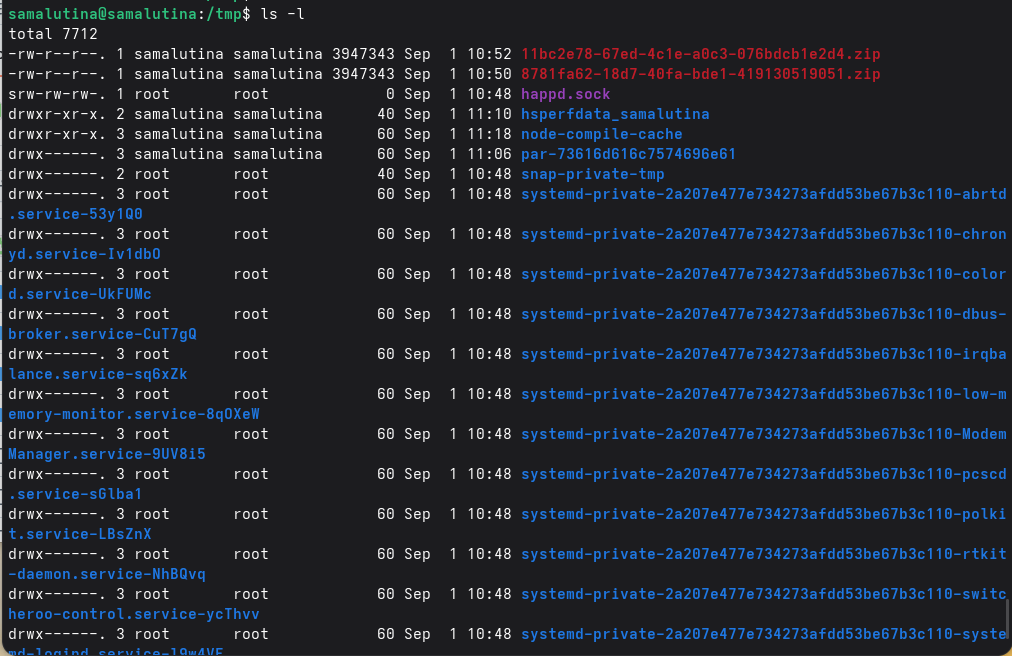 samalutina@samalutina:/tmp$ ls -l
total 7712
-rw-r--r--. 1 samalutina samalutina 3947343 Sep  1 10:52 11bc2e78-67ed-4c1e-a0c3-076bdcb1e2d4.zip
-rw-r--r--. 1 samalutina samalutina 3947343 Sep  1 10:50 8781fa62-18d7-40fa-bde1-419130519051.zip
srw-rw-rw-. 1 root       root             0 Sep  1 10:48 happd.sock
drwxr-xr-x. 2 samalutina samalutina      40 Sep  1 11:10 hsperfdata_samalutina
drwxr-xr-x. 3 samalutina samalutina      60 Sep  1 11:18 node-compile-cache
drwx------. 3 samalutina samalutina      60 Sep  1 11:06 par-73616d616c7574696e61
drwx------. 2 root       root            40 Sep  1 10:48 snap-private-tmp
drwx------. 3 root       root            60 Sep  1 10:48 systemd-private-2a207e477e734273afdd53be67b3c110-abrtd
.service-53y1Q0
drwx------. 3 root       root            60 Sep  1 10:48 systemd-private-2a207e477e734273afdd53be67b3c110-chron
yd.service-Iv1dbO
drwx------. 3 root       root            60 Sep  1 10:48 systemd-private-2a207e477e734273afdd53be67b3c110-color
d.service-UkFUMc
drwx------. 3 root       root            60 Sep  1 10:48 systemd-private-2a207e477e734273afdd53be67b3c110-dbus-
broker.service-CuT7gQ
drwx------. 3 root       root            60 Sep  1 10:48 systemd-private-2a207e477e734273afdd53be67b3c110-irqba
lance.service-sq6xZk
drwx------. 3 root       root            60 Sep  1 10:48 systemd-private-2a207e477e734273afdd53be67b3c110-low-m
emory-monitor.service-8qOXeW
drwx------. 3 root       root            60 Sep  1 10:48 systemd-private-2a207e477e734273afdd53be67b3c110-Modem
Manager.service-9UV8i5
drwx------. 3 root       root            60 Sep  1 10:48 systemd-private-2a207e477e734273afdd53be67b3c110-pcscd
.service-sGlba1
drwx------. 3 root       root            60 Sep  1 10:48 systemd-private-2a207e477e734273afdd53be67b3c110-polki
t.service-LBsZnX
drwx------. 3 root       root            60 Sep  1 10:48 systemd-private-2a207e477e734273afdd53be67b3c110-rtkit
-daemon.service-NhBQvq
drwx------. 3 root       root            60 Sep  1 10:48 systemd-private-2a207e477e734273afdd53be67b3c110-switc
heroo-control.service-ycThvv
drwx------. 3 root       root            60 Sep  1 10:48 systemd-private-2a207e477e734273afdd53be67b3c110-syste